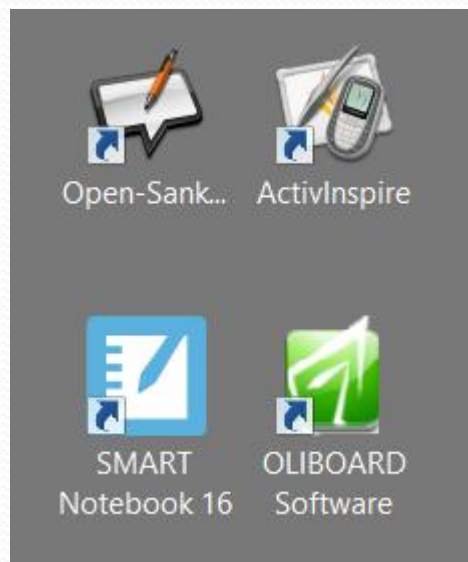 Open-Sank...
ActivInspire
SMART
Notebook 16
OLIBOARD
Software